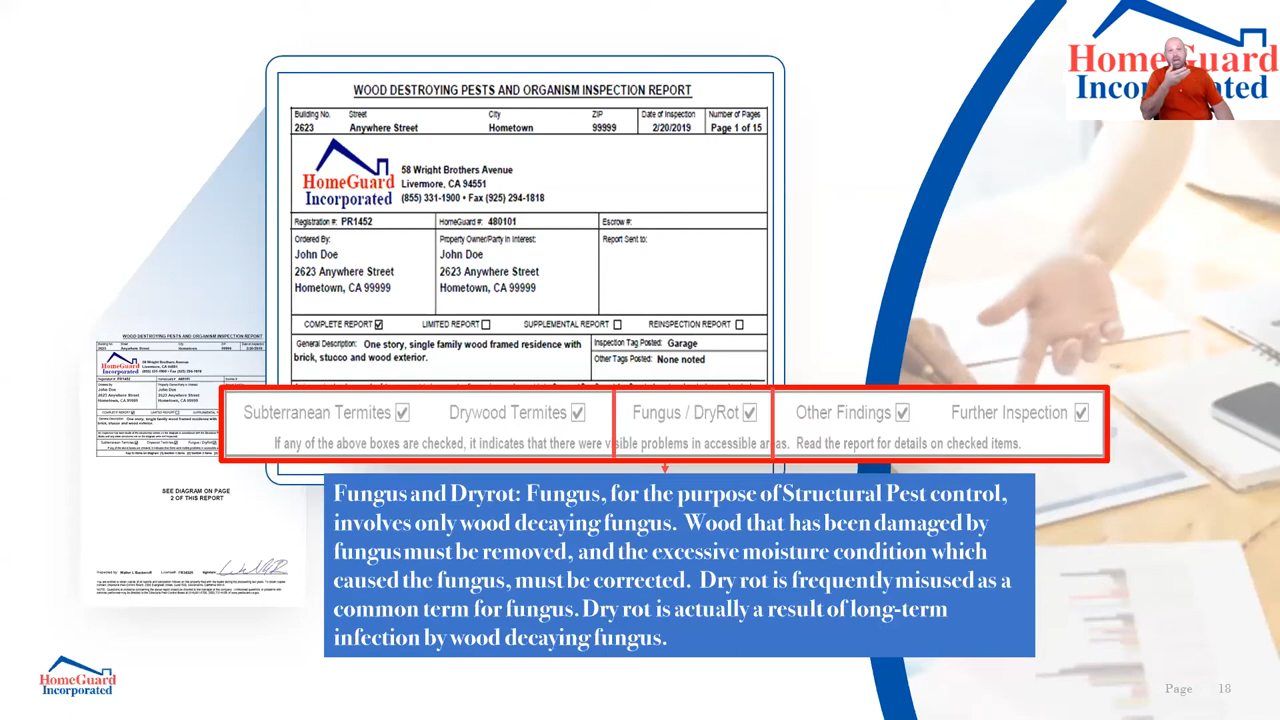 HomeGuard
Incorporated
WOOD DESTROYING PESTS AND ORGANISM INSPECTION REPORT
Building No. Street City ZIP Date of Inspection Number of Pages
2623 Anywhere Street Hometown 99999 2/20/2019 Page 1 of 15
HomeGuard
Incorporated
58 Wright Brothers Avenue
Livermore, CA 94551
(855) 331-1900 • Fax (925) 294-1818
Registration #: PR1452 HomeGuard #: 480101 Escrow #:
Ordered By: Property Owner/Party in Interest: Report Sent to:
John Doe John Doe
2623 Anywhere Street 2623 Anywhere Street
Hometown, CA 99999 Hometown, CA 99999
COMPLETE REPORT LIMITED REPORT SUPPLEMENTAL REPORT REINSPECTION REPORT
General Description: One story, single family wood framed residence with
brick, stucco and wood exterior.
Inspection Tag Posted: Garage
Other Tags Posted: None noted
Subterranean Termites Drywood Termites Fungus / DryRot Other Findings Further Inspection
If any of the above boxes are checked, it indicates that there were visible problems in accessible areas. Read the report for details on checked items.
WOOD DESTROYING PESTS AND ORGANISM INSPECTION REPORT
HomeGuard
Incorporated
SEE DIAGRAM ON PAGE
2 OF THIS REPORT
Fungus and Dryrot: Fungus, for the purpose of Structural Pest control,
involves only wood decaying fungus. Wood that has been damaged by
fungus must be removed, and the excessive moisture condition which
caused the fungus, must be corrected. Dry rot is frequently misused as a
common term for fungus. Dry rot is actually a result of long-term
infection by wood decaying fungus.
HomeGuard
Incorporated
Page 18